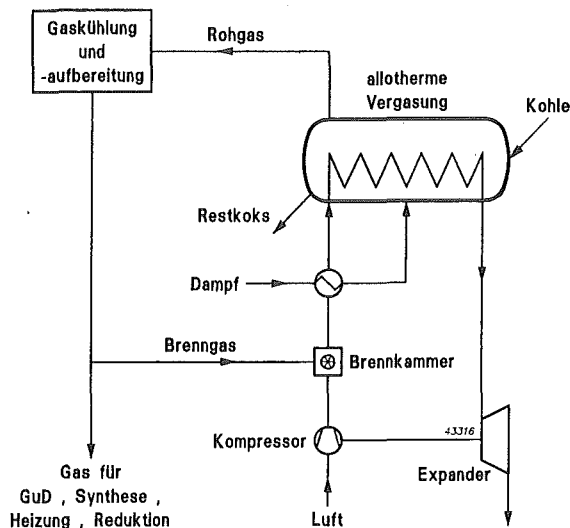 Gaskühlung
und
-aufbereitung
Rohgas
allotherme
Vergasung
Kohle
Restkoks
Dampf
Brenngas
Brennkammer
Kompressor
43316
Expander
Gas für
GuD , Synthese ,
Heizung , Reduktion
Luft